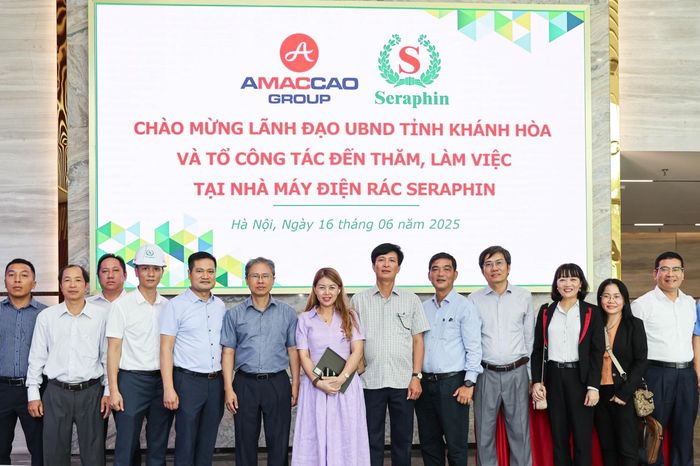 AMACCAO
GROUP
S
Seraphin
CHÀO MỪNG LÃNH ĐẠO UBND TỈNH KHÁNH HÒA
VÀ TỔ CÔNG TÁC ĐẾN THĂM, LÀM VIỆC
TẠI NHÀ MÁY ĐIỆN RÁC SERAPHIN
Hà Nội, Ngày 16 tháng 06 năm 2025